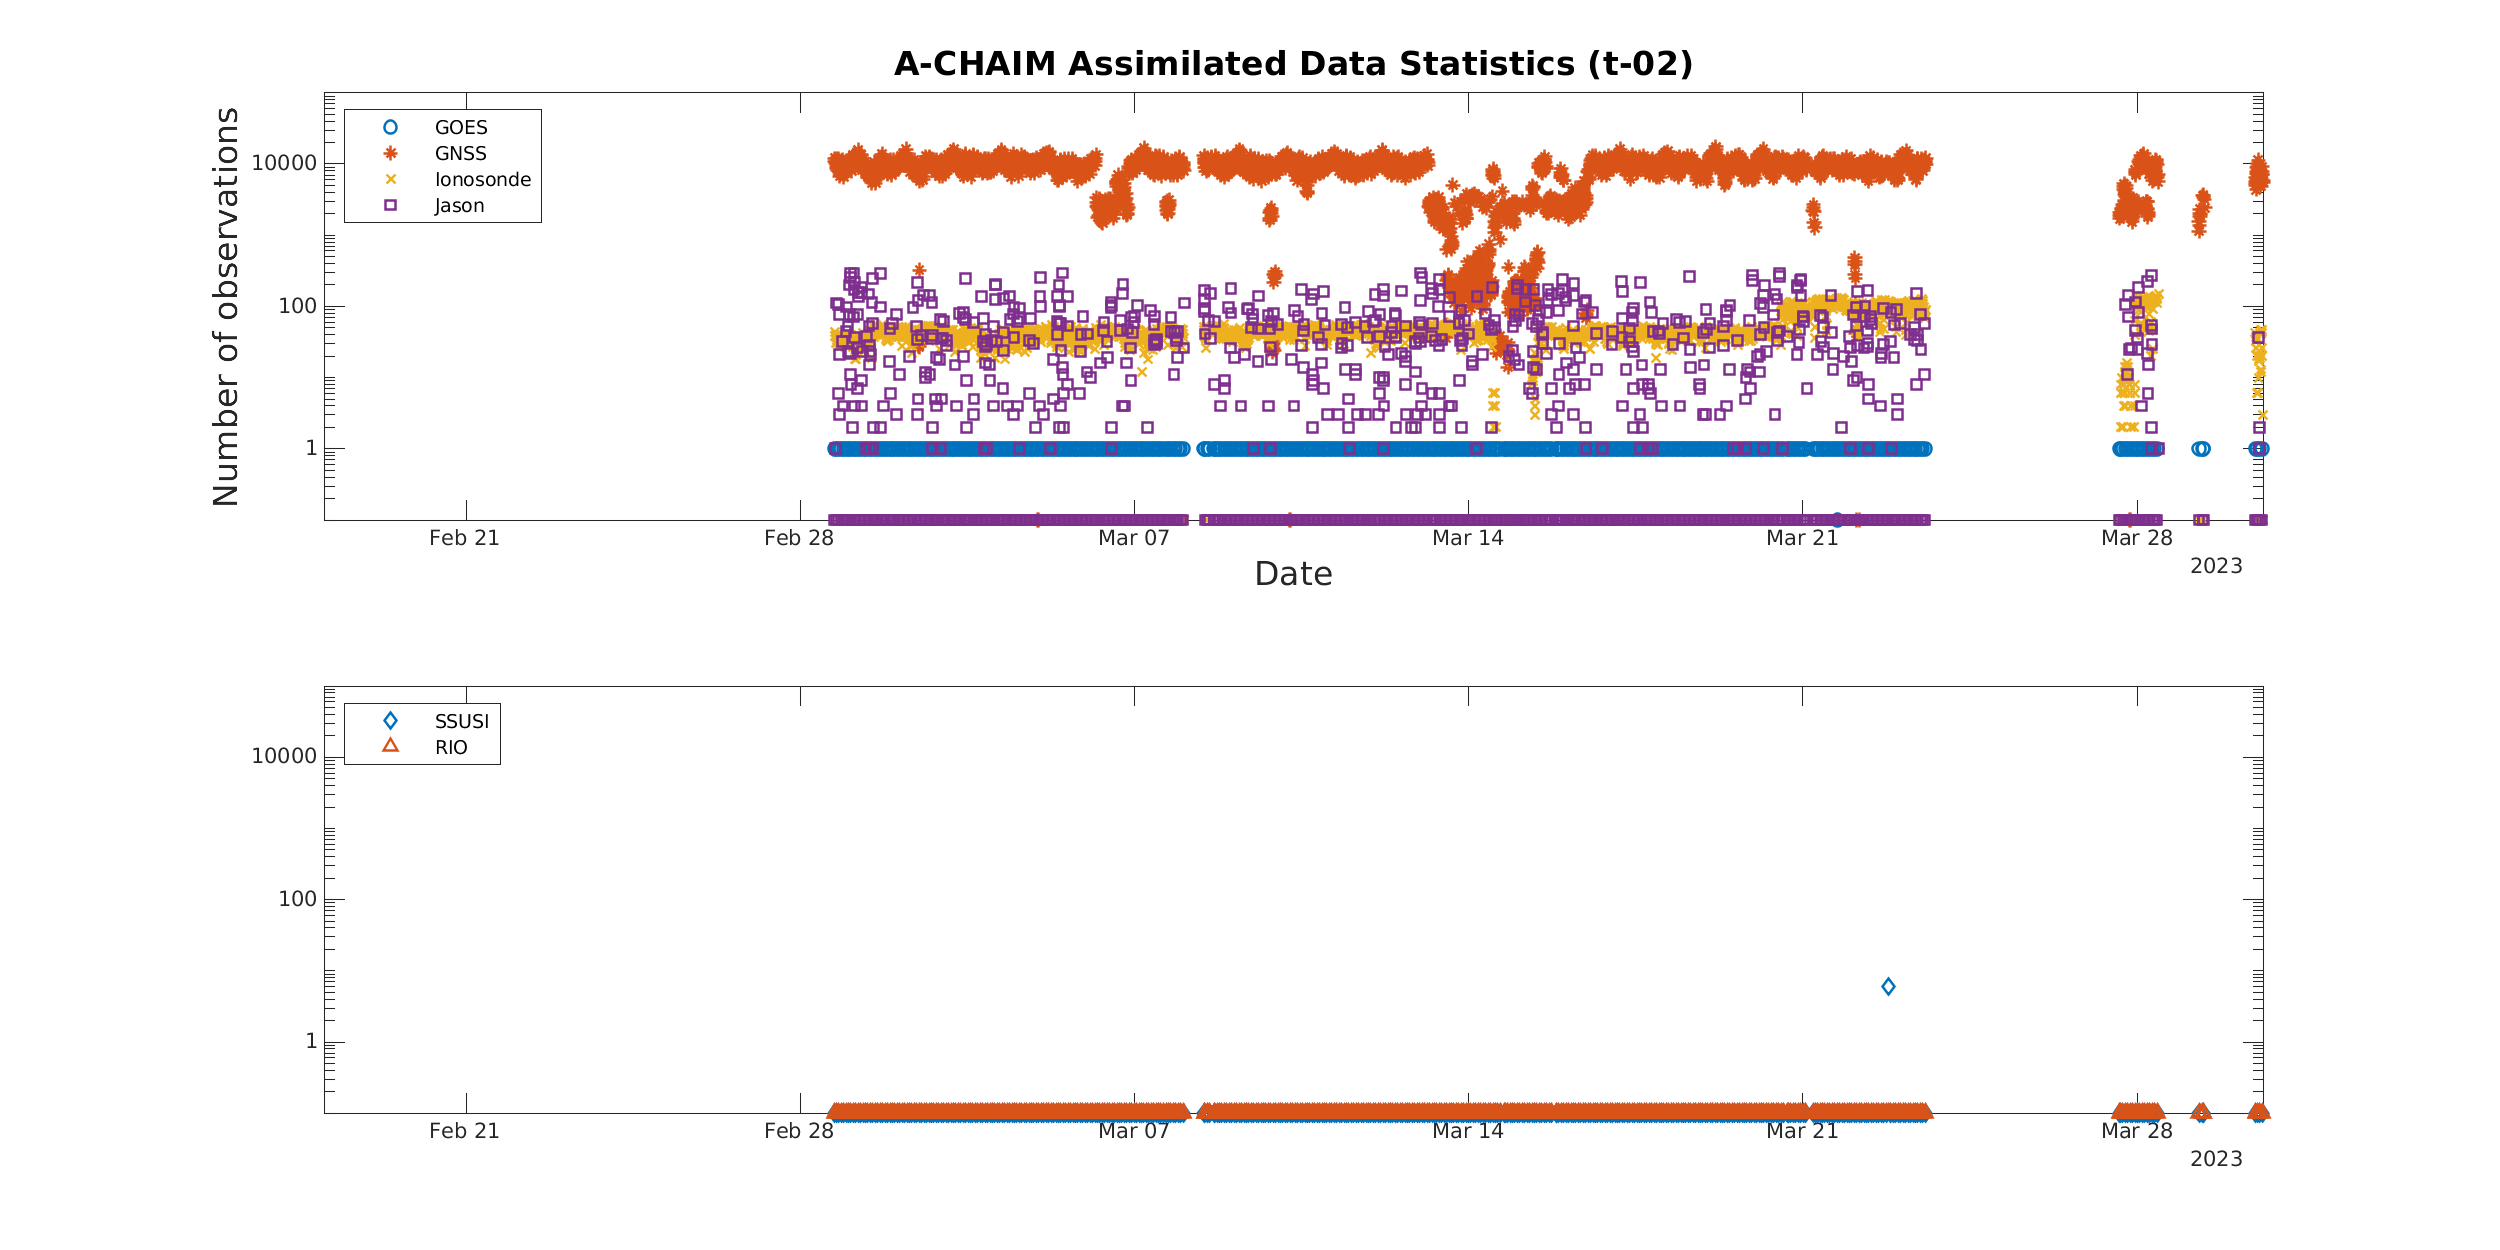 A-CHAIM Assimilated Data Statistics (t-02)
Number of observations
10000
100
1
GOES
GNSS
Ionosonde
Jason
Feb 21
Feb 28
Mar 07
Mar 14
Mar 21
Mar 28
2023
Date
10000
100
1
SSUSI
RIO
Feb 21
Feb 28
Mar 07
Mar 14
Mar 21
Mar 28
2023